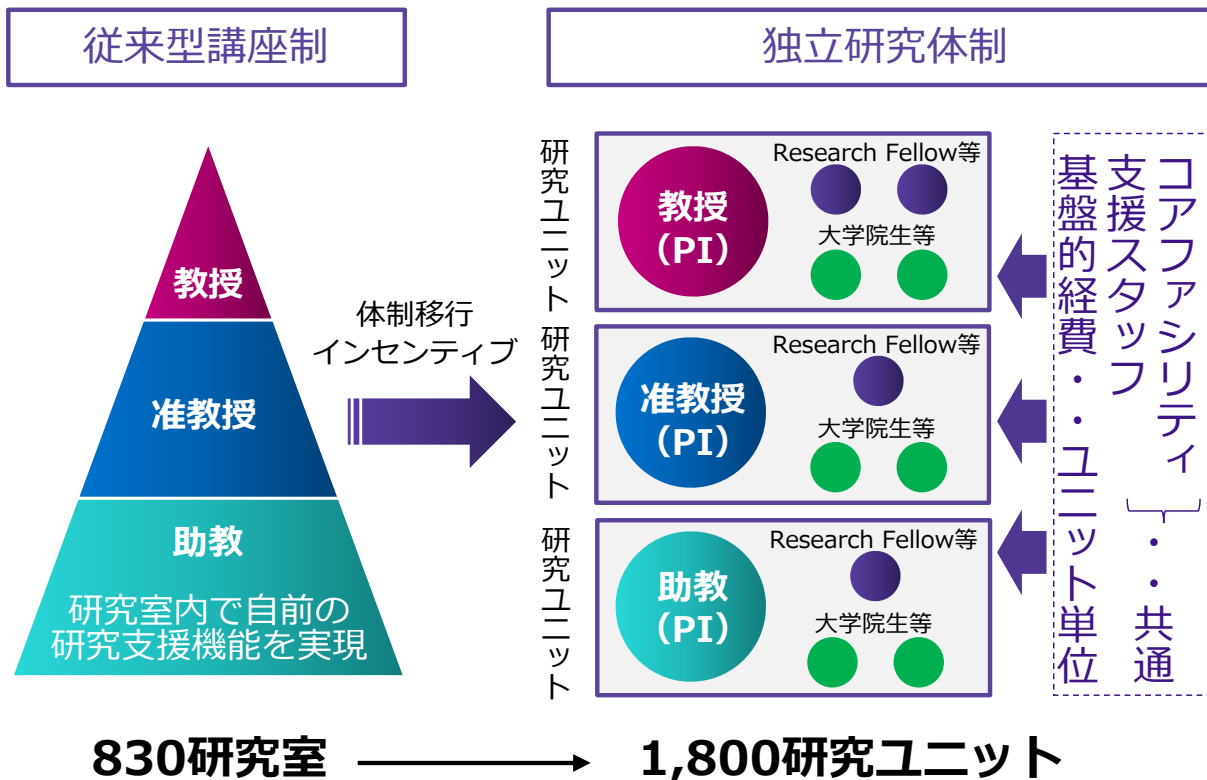 従来型講座制
独立研究体制
教授
准教授
助教
研究室内で自前の
研究支援機能を実現
体制移行
インセンティブ
研究ユニット
教授
（PI）
Research Fellow等
大学院生等
研究ユニット
准教授
（PI）
Research Fellow等
大学院生等
研究ユニット
助教
（PI）
Research Fellow等
大学院生等
コアファシリティ
支援スタッフ
・・共通
基盤的経費・・ユニット単位
830研究室
1,800研究ユニット